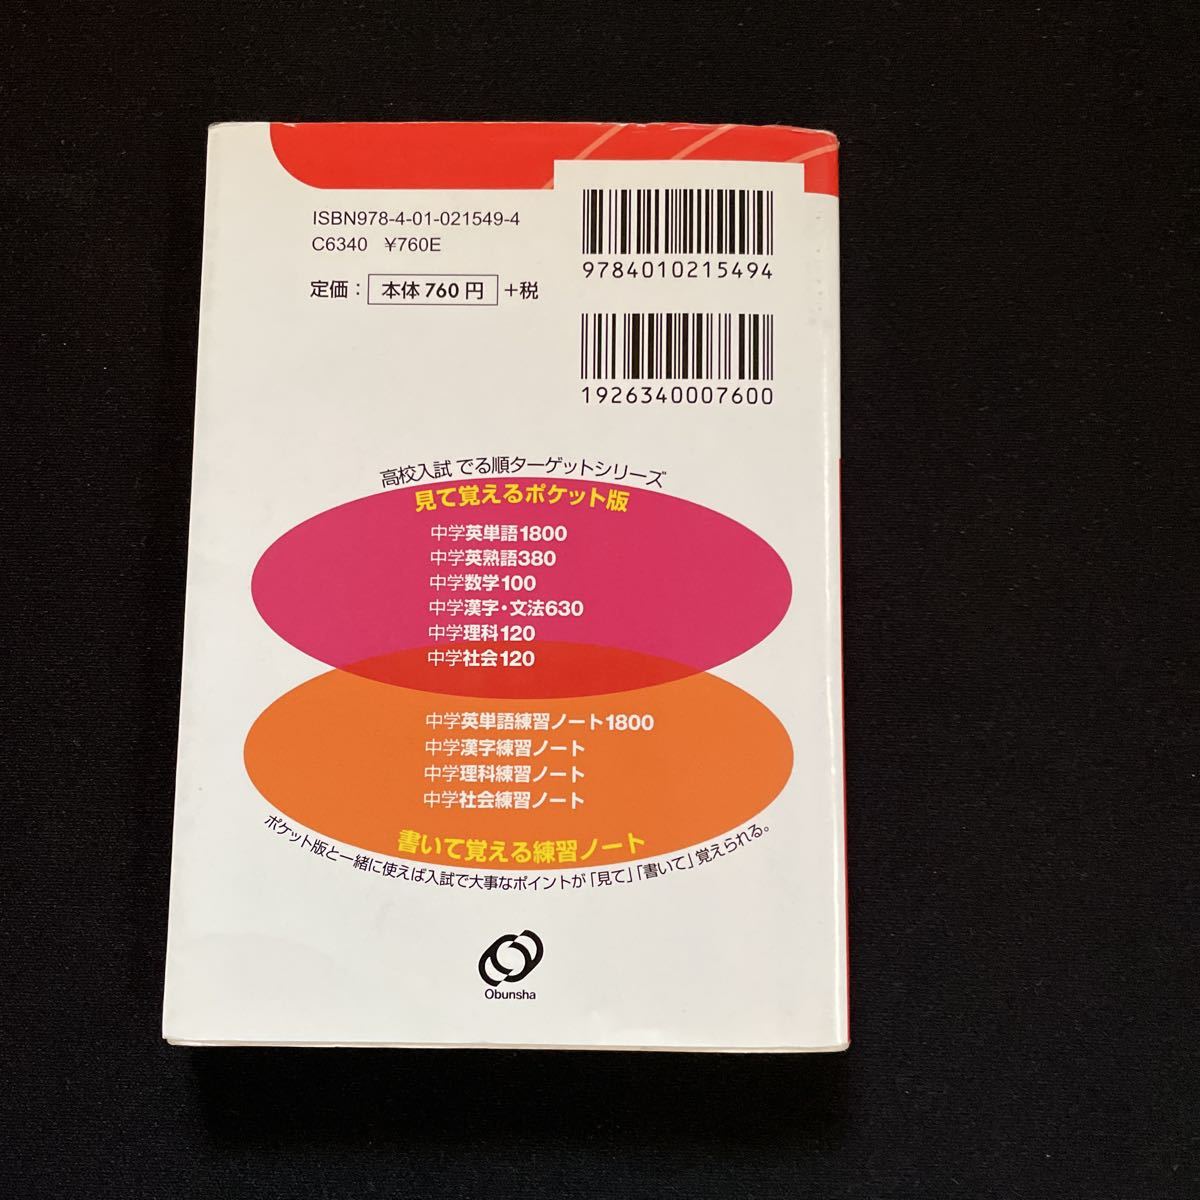 ISBN978-4-01-021549-4
C6340 ¥760E
定価: 本体760円 +税
9784010215494
1926340007600
高校入試 でる順ターゲットシリーズ
見て覚えるポケット版
中学英単語1800
中学英熟語380
中学数学100
中学漢字・文法630
中学理科120
中学社会120
中学英単語練習ノート1800
中学漢字練習ノート
中学理科練習ノート
中学社会練習ノート
書いて覚える練習ノート
ポケット版と一緒に使えば入試で大事なポイントが「見て」「書いて」覚えられる。
Obunsha